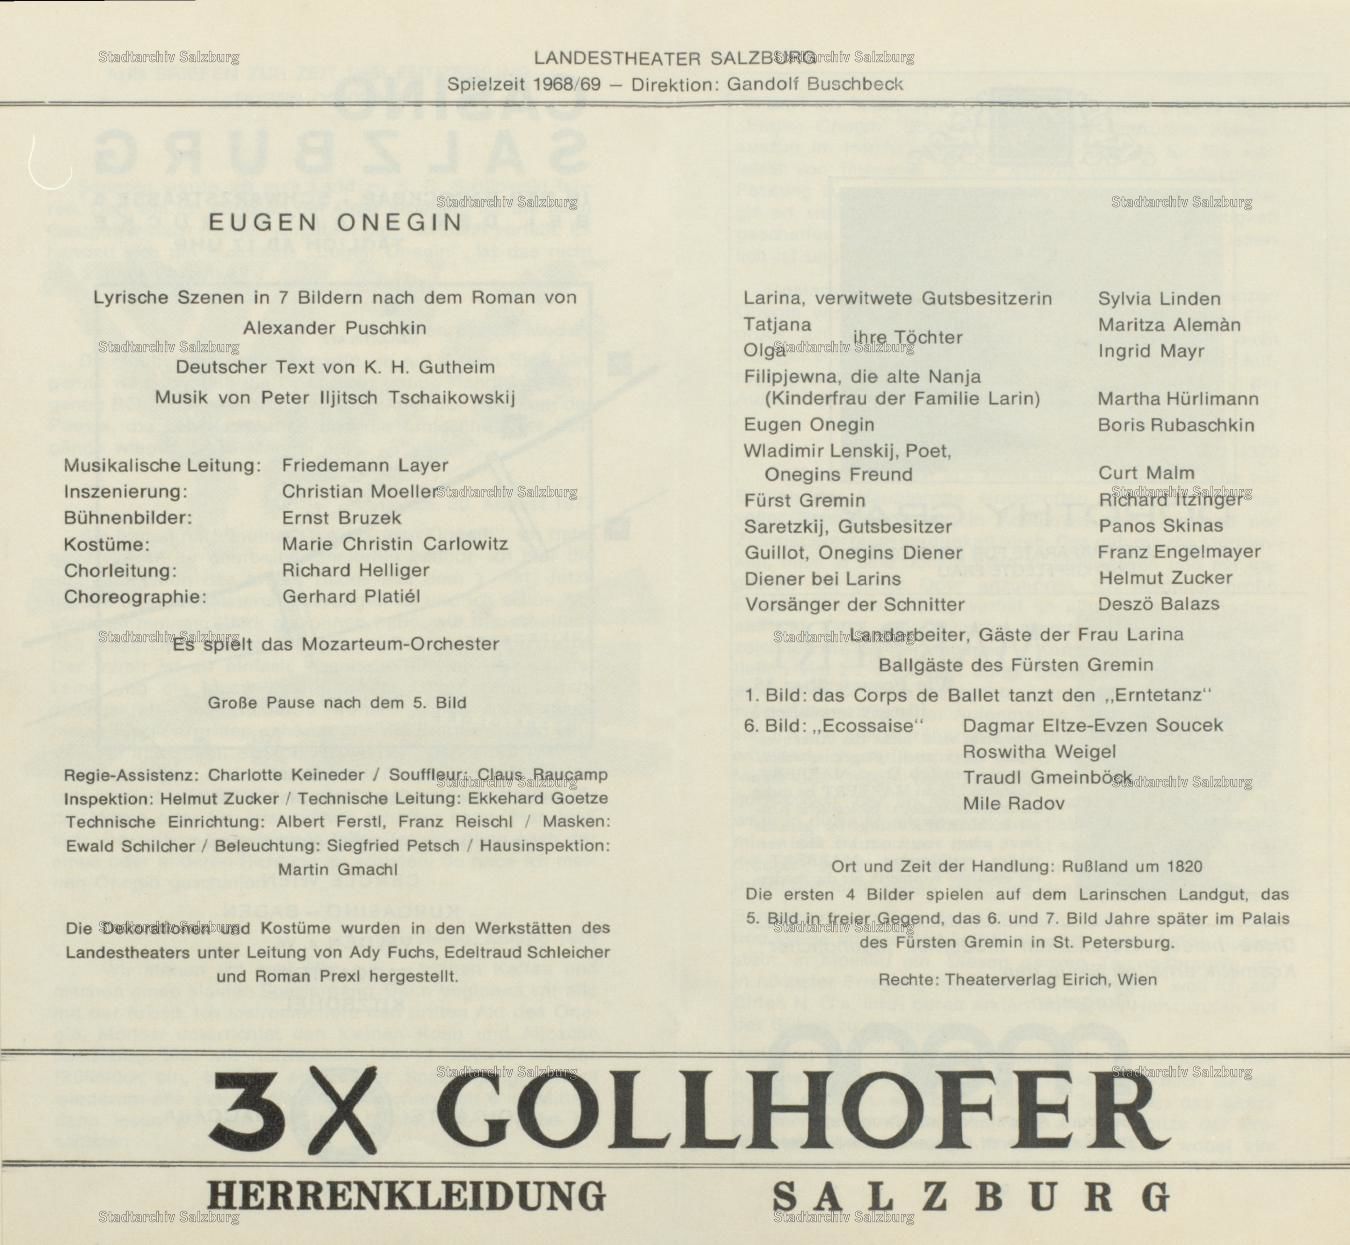 LANDESTHEATER SALZBURG
Spielzeit 1968/69 — Direktion: Gandolf Buschbeck
EUGEN ONEGIN
Lyrische Szenen in 7 Bildern nach dem Roman von
Alexander Puschkin
Deutscher Text von K. H. Gutheim
Musik von Peter Iljitsch Tschaikowskij
Musikalische Leitung: Friedemann Layer
Inszenierung: Christian Moeller
Bühnenbilder: Ernst Bruzek
Kostüme: Marie Christin Carlowitz
Chorleitung: Richard Helliger
Choreographie: Gerhard Platiél
Es spielt das Mozarteum-Orchester
Große Pause nach dem 5. Bild
Regie-Assistenz: Charlotte Keineder / Souffleur: Claus Raucamp
Inspektion: Helmut Zucker / Technische Leitung: Ekkehard Goetze
Technische Einrichtung: Albert Ferstl, Franz Reischl / Masken:
Ewald Schilcher / Beleuchtung: Siegfried Petsch / Hausinspektion:
Martin Gmachl
Die Dekorationen und Kostüme wurden in den Werkstätten des
Landestheaters unter Leitung von Ady Fuchs, Edeltraud Schleicher
und Roman Prexl hergestellt.
Larina, verwitwete Gutsbesitzerin Sylvia Linden
Tatjana Maritza Alemàn
ihre Töchter
Olga Ingrid Mayr
Filipjewna, die alte Nanja
(Kinderfrau der Familie Larin) Martha Hürlimann
Eugen Onegin Boris Rubaschkin
Wladimir Lenskij, Poet,
Onegins Freund Curt Malm
Fürst Gremin Richard Itzinger
Saretzkij, Gutsbesitzer Panos Skinas
Guillot, Onegins Diener Franz Engelmayer
Diener bei Larins Helmut Zucker
Vorsänger der Schnitter Deszö Balazs
Landarbeiter, Gäste der Frau Larina
Ballgäste des Fürsten Gremin
1. Bild: das Corps de Ballet tanzt den „Erntetanz“
6. Bild: „Ecossaise“ Dagmar Eltze-Evzen Soucek
Roswitha Weigel
Traudl Gmeinböck
Mile Radov
Ort und Zeit der Handlung: Rußland um 1820
Die ersten 4 Bilder spielen auf dem Larinschen Landgut, das
5. Bild in freier Gegend, das 6. und 7. Bild Jahre später im Palais
des Fürsten Gremin in St. Petersburg.
Rechte: Theaterverlag Eirich, Wien
3X GOLLHOFER
HERRENKLEIDUNG SALZBURG
Stadtarchiv Salzburg